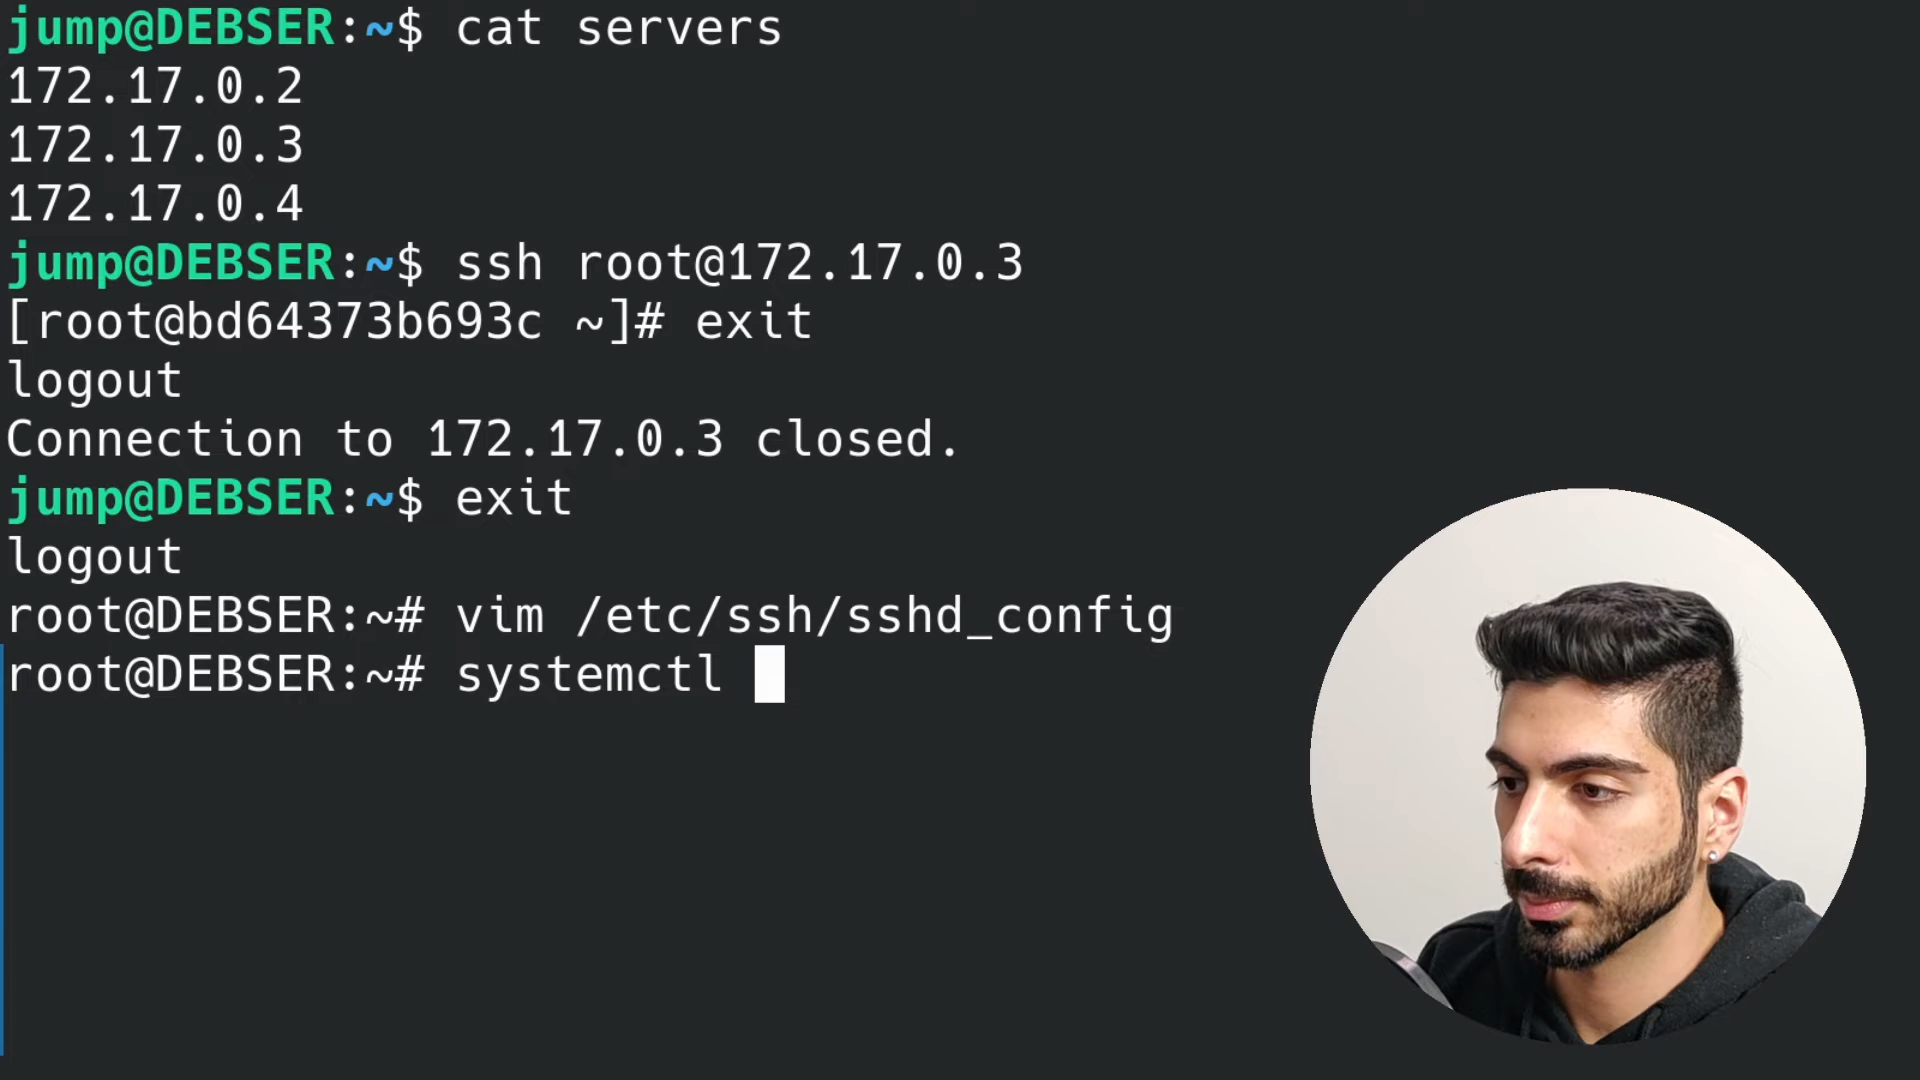 jump@DEBSER:~$ cat servers
172.17.0.2
172.17.0.3
172.17.0.4
jump@DEBSER:~$ ssh root@172.17.0.3
[root@bd64373b693c ~]# exit
logout
Connection to 172.17.0.3 closed.
jump@DEBSER:~$ exit
logout
root@DEBSER:~# vim /etc/ssh/sshd_config
root@DEBSER:~# systemctl